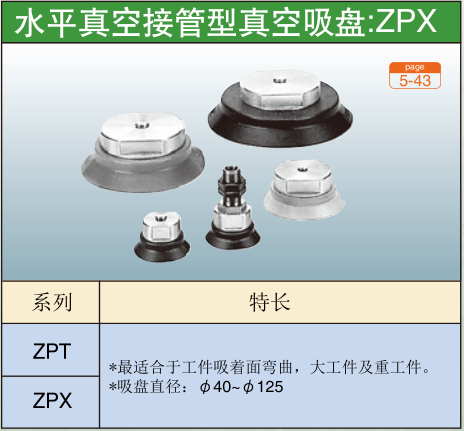 水平真空接管型真空吸盘:ZPX
page
5-43
系列
特长
ZPT
*最适合于工件吸着面弯曲，大工件及重工件。
*吸盘直径：φ40~φ125
ZPX